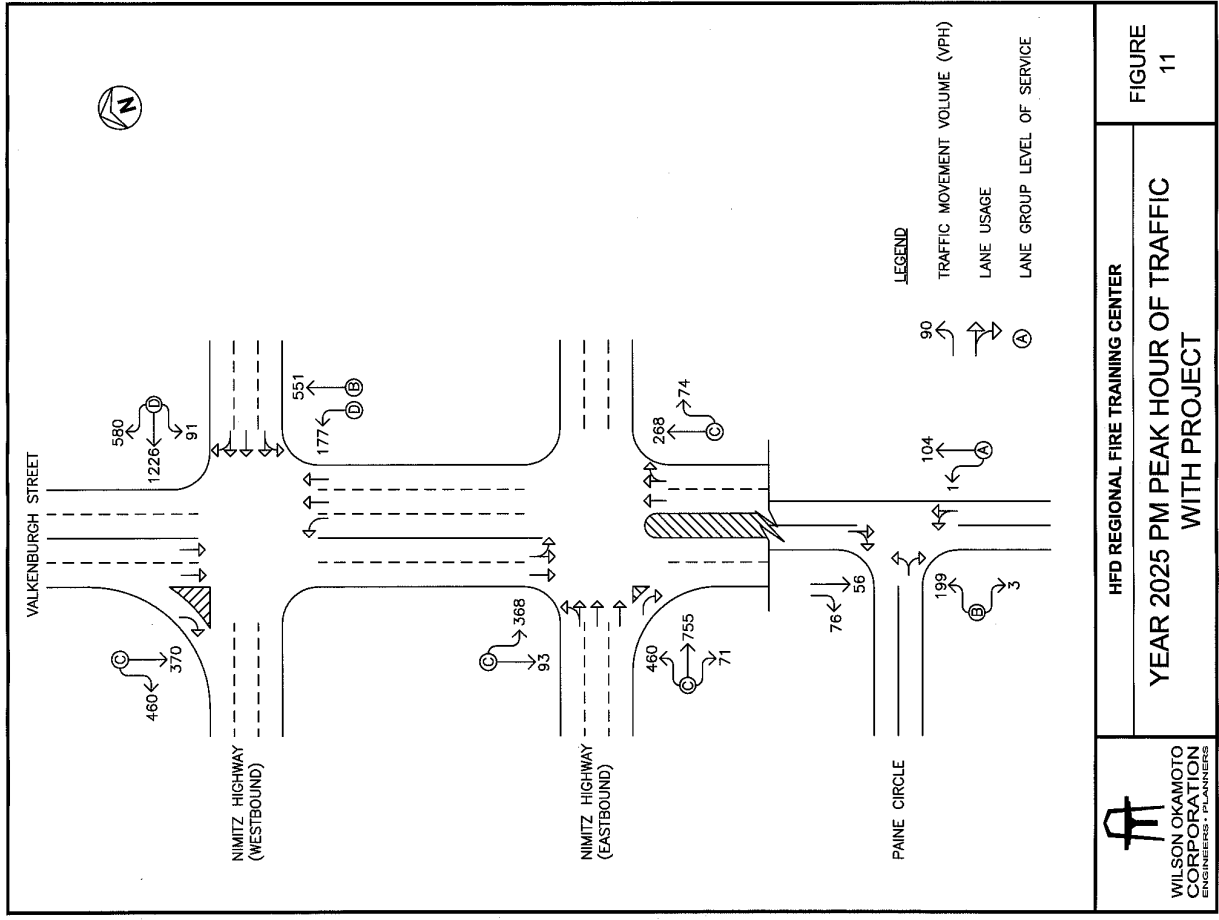 VALKENBURGH STREET
580
D
1226
91
C
370
460
551
177
D
B
NIMITZ HIGHWAY
(WESTBOUND)
C
368
93
268
74
C
460
755
C
71
NIMITZ HIGHWAY
(EASTBOUND)
56
76
104
1
A
199
B
3
PAINE CIRCLE
N
LEGEND
90
TRAFFIC MOVEMENT VOLUME (VPH)
LANE USAGE
A
LANE GROUP LEVEL OF SERVICE
WILSON OKAMOTO
CORPORATION
ENGINEERS · PLANNERS
HFD REGIONAL FIRE TRAINING CENTER
YEAR 2025 PM PEAK HOUR OF TRAFFIC
WITH PROJECT
FIGURE
11